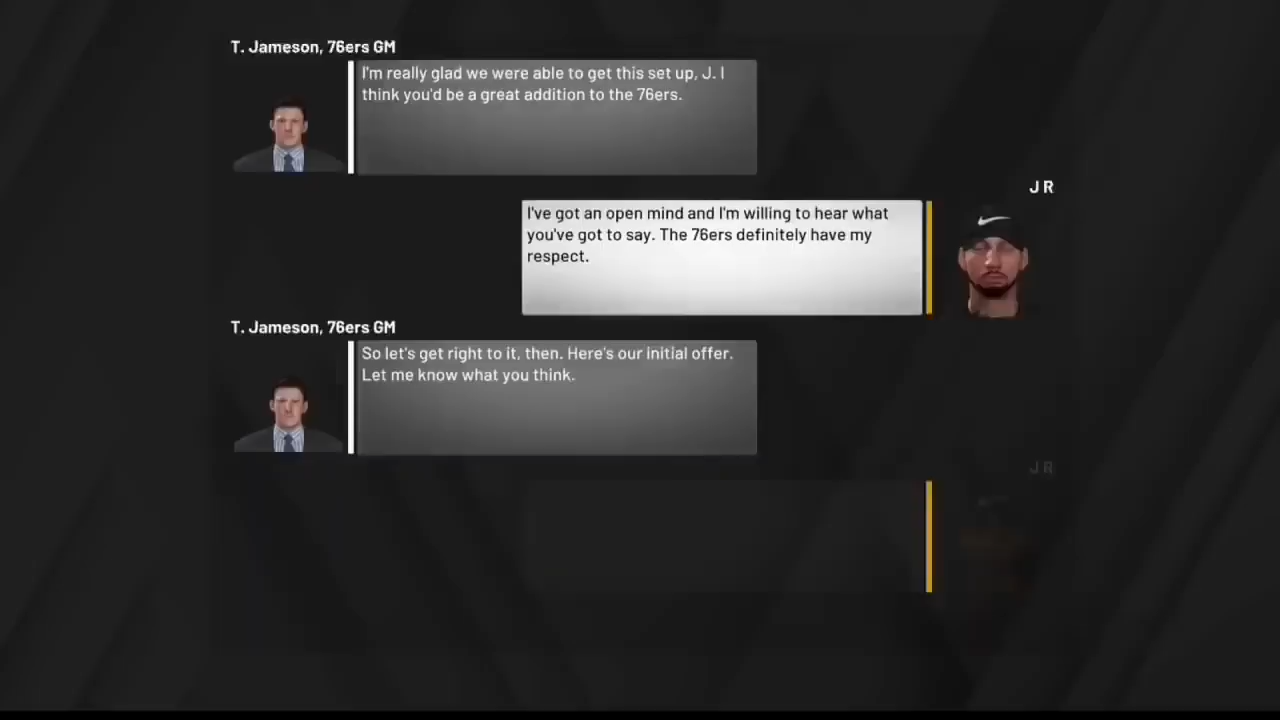 T. Jameson, 76ers GM
I'm really glad we were able to get this set up, J. I
think you'd be a great addition to the 76ers.
J R
I've got an open mind and I'm willing to hear what
you've got to say. The 76ers definitely have my
respect.
T. Jameson, 76ers GM
So let's get right to it, then. Here's our initial offer.
Let me know what you think.
J R